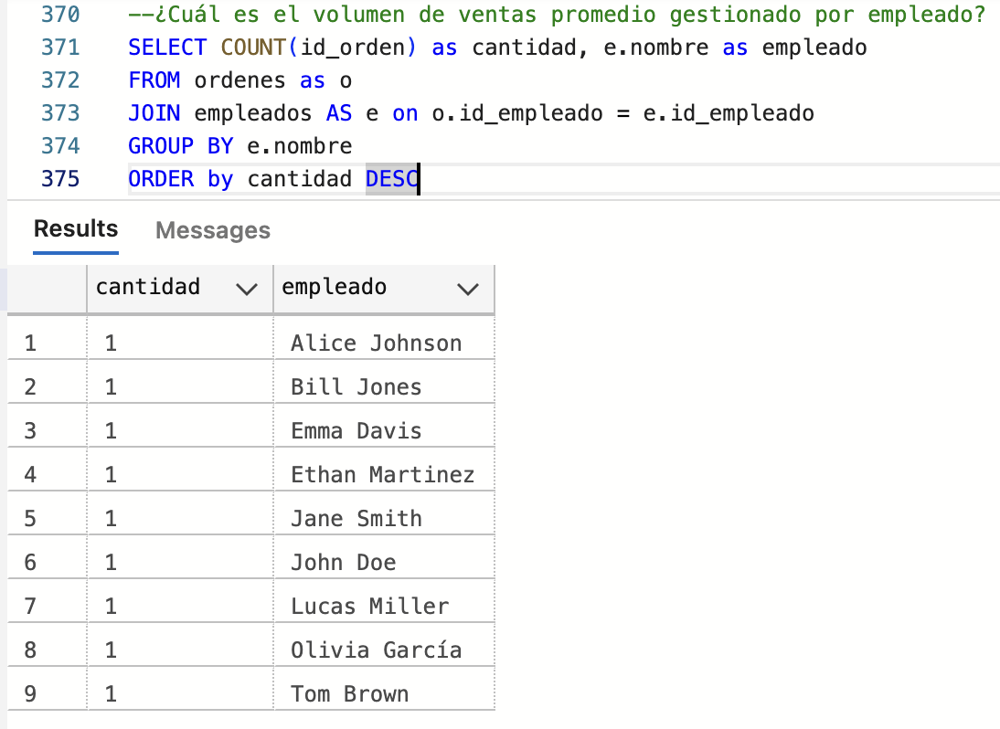 370 --¿Cuál es el volumen de ventas promedio gestionado por empleado?
371 SELECT COUNT(id_orden) as cantidad, e.nombre as empleado
372 FROM ordenes as o
373 JOIN empleados AS e on o.id_empleado = e.id_empleado
374 GROUP BY e.nombre
375 ORDER by cantidad DESC
Results Messages
cantidad empleado
1 1 Alice Johnson
2 1 Bill Jones
3 1 Emma Davis
4 1 Ethan Martinez
5 1 Jane Smith
6 1 John Doe
7 1 Lucas Miller
8 1 Olivia García
9 1 Tom Brown